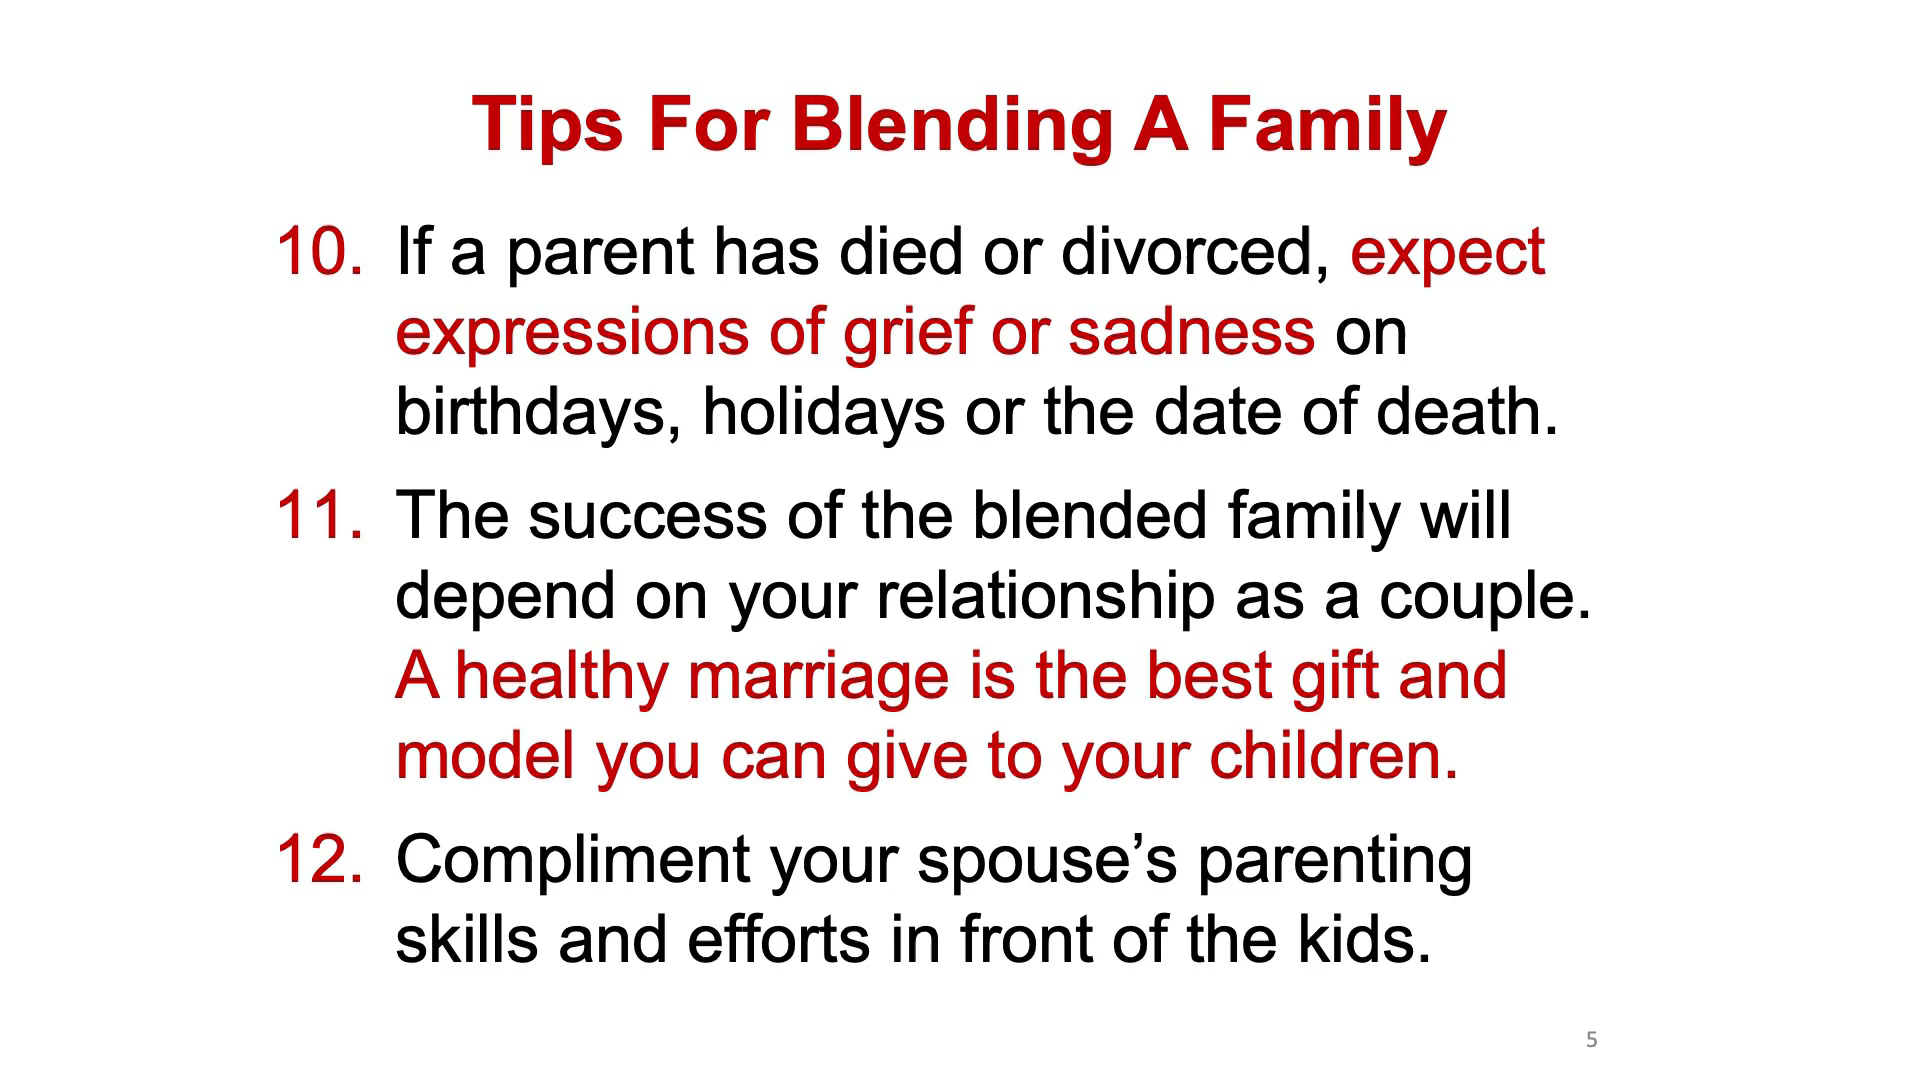 Tips For Blending A Family
10. If a parent has died or divorced, expect
expressions of grief or sadness on
birthdays, holidays or the date of death.
11. The success of the blended family will
depend on your relationship as a couple.
A healthy marriage is the best gift and
model you can give to your children.
12. Compliment your spouse’s parenting
skills and efforts in front of the kids.
5